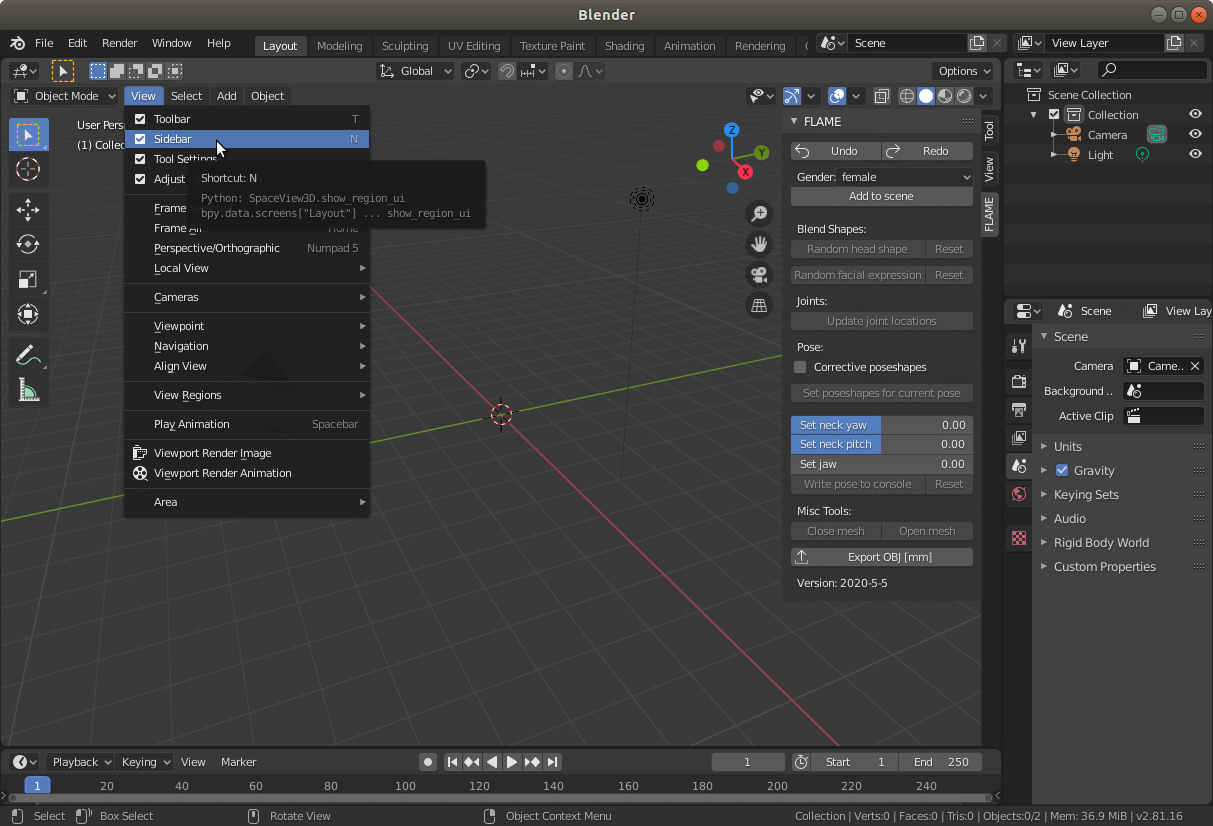 Blender
File Edit Render Window Help Layout Modeling Sculpting UV Editing Texture Paint Shading Animation Rendering Scene View Layer
Global Options
Object Mode View Select Add Object
User Pers
(1) Collec
Toolbar T
Sidebar N
Tool Settings
Adjust
Shortcut: N
Python: SpaceView3D.show_region_ui
bpy.data.screens["Layout"] ... show_region_ui
Frame
Frame All Home
Perspective/Orthographic Numpad 5
Local View
Cameras
Viewpoint
Navigation
Align View
View Regions
Play Animation Spacebar
Viewport Render Image
Viewport Render Animation
Area
Z
Y
X
FLAME
Undo Redo
Gender: female
Add to scene
Blend Shapes:
Random head shape Reset
Random facial expression Reset
Joints:
Update joint locations
Pose:
Corrective poseshapes
Set poseshapes for current pose
Set neck yaw 0.00
Set neck pitch 0.00
Set jaw 0.00
Write pose to console Reset
Misc Tools:
Close mesh Open mesh
Export OBJ [mm]
Version: 2020-5-5
Tool
View
FLAME
Scene Collection
Collection
Camera
Light
Scene View Lay
Scene
Camera Came..
Background ..
Active Clip
Units
Gravity
Keying Sets
Audio
Rigid Body World
Custom Properties
Playback Keying View Marker 1 Start 1 End 250
1 20 40 60 80 100 120 140 160 180 200 220 240
Select Box Select Rotate View Object Context Menu Collection | Verts:0 | Faces:0 | Tris:0 | Objects:0/2 | Mem: 36.9 MiB | v2.81.16